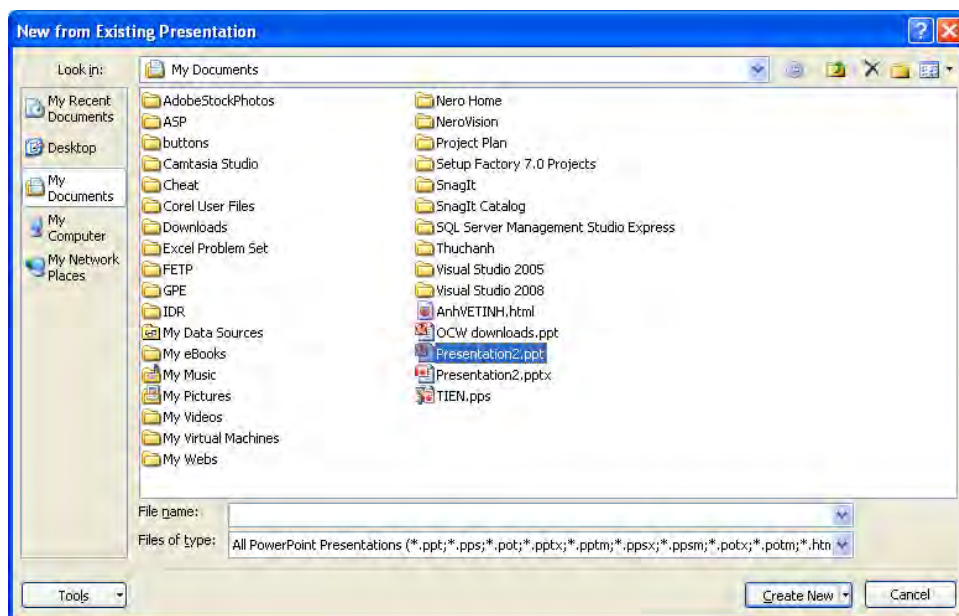 New from Existing Presentation
Look in:
My Documents
My Recent
Documents
Desktop
My
Documents
My
Computer
My Network
Places
AdobeStockPhotos
ASP
buttons
Camtasia Studio
Cheat
Corel User Files
Downloads
Excel Problem Set
FETP
GPE
IDR
My Data Sources
My eBooks
My Music
My Pictures
My Videos
My Virtual Machines
My Webs
Nero Home
NeroVision
Project Plan
Setup Factory 7.0 Projects
SnagIt
SnagIt Catalog
SQL Server Management Studio Express
Thuchanh
Visual Studio 2005
Visual Studio 2008
AnhVETINH.html
OCW downloads.ppt
Presentation2.ppt
Presentation2.pptx
TIEN.pps
File name:
Files of type:
All PowerPoint Presentations (*.ppt;*.pps;*.pot;*.pptx;*.pptm;*.ppsx;*.ppsm;*.potx;*.potm;*.htn
Tools
Create New
Cancel